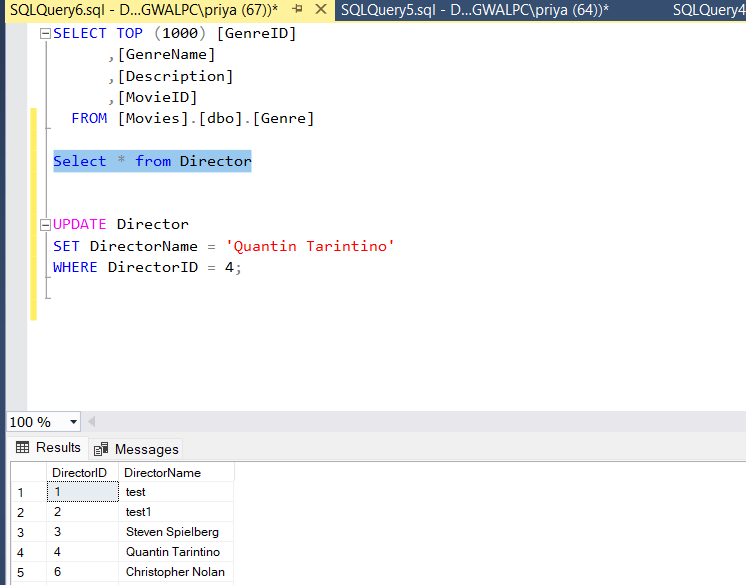 SQLQuery6.sql - D...GWALPC\priya (67))* SQLQuery5.sql - D...GWALPC\priya (64))* SQLQuery4
SELECT TOP (1000) [GenreID]
,[GenreName]
,[Description]
,[MovieID]
FROM [Movies].[dbo].[Genre]
Select * from Director
UPDATE Director
SET DirectorName = 'Quantin Tarintino'
WHERE DirectorID = 4;
100 %
Results Messages
DirectorID DirectorName
1 1 test
2 2 test1
3 3 Steven Spielberg
4 4 Quantin Tarintino
5 6 Christopher Nolan